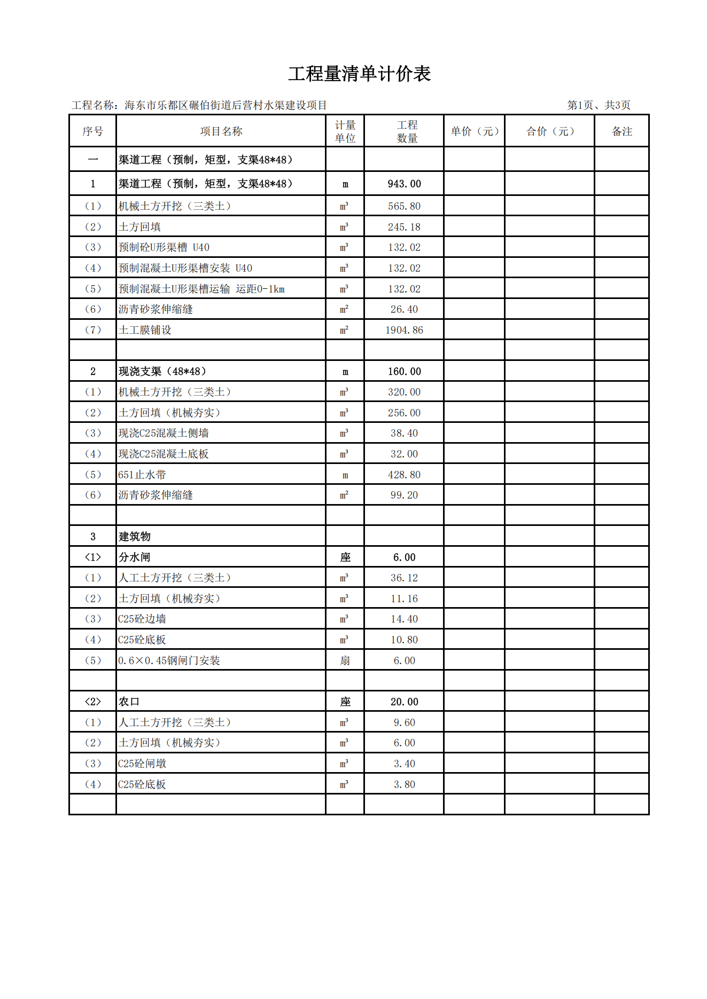 工程量清单计价表
工程名称：海东市乐都区碾伯街道后营村水渠建设项目 第1页、共3页
序号 项目名称 计量单位 工程数量 单价（元） 合价（元） 备注
一 渠道工程（预制，矩型，支渠48*48）
1 渠道工程（预制，矩型，支渠48*48） m 943.00
（1） 机械土方开挖（三类土） m³ 565.80
（2） 土方回填 m³ 245.18
（3） 预制砼U形渠槽 U40 m³ 132.02
（4） 预制混凝土U形渠槽安装 U40 m³ 132.02
（5） 预制混凝土U形渠槽运输 运距0-1km m³ 132.02
（6） 沥青砂浆伸缩缝 m² 26.40
（7） 土工膜铺设 m² 1904.86
2 现浇支渠（48*48） m 160.00
（1） 机械土方开挖（三类土） m³ 320.00
（2） 土方回填（机械夯实） m³ 256.00
（3） 现浇C25混凝土侧墙 m³ 38.40
（4） 现浇C25混凝土底板 m³ 32.00
（5） 651止水带 m 428.80
（6） 沥青砂浆伸缩缝 m² 99.20
3 建筑物
<1> 分水闸 座 6.00
（1） 人工土方开挖（三类土） m³ 36.12
（2） 土方回填（机械夯实） m³ 11.16
（3） C25砼边墙 m³ 14.40
（4） C25砼底板 m³ 10.80
（5） 0.6×0.45钢闸门安装 扇 6.00
<2> 农口 座 20.00
（1） 人工土方开挖（三类土） m³ 9.60
（2） 土方回填（机械夯实） m³ 6.00
（3） C25砼闸墩 m³ 3.40
（4） C25砼底板 m³ 3.80